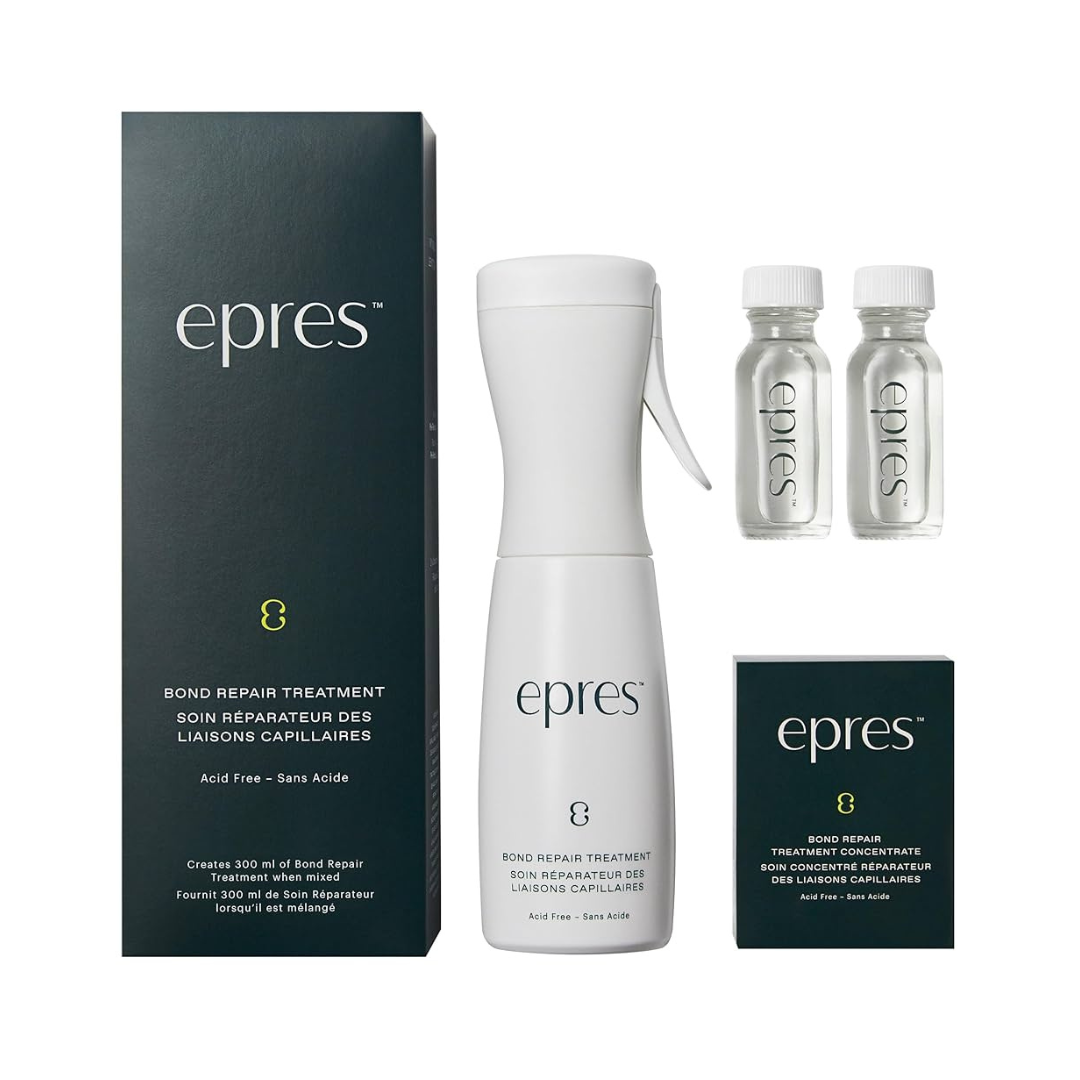 epres™
BOND REPAIR TREATMENT
SOIN RÉPARATEUR DES
LIAISONS CAPILLAIRES
Acid Free – Sans Acide
Creates 300 ml of Bond Repair
Treatment when mixed
Fournit 300 ml de Soin Réparateur
lorsqu'il est mélangé
epres™
BOND REPAIR TREATMENT
SOIN RÉPARATEUR DES
LIAISONS CAPILLAIRES
Acid Free – Sans Acide
epres™
epres™
epres™
BOND REPAIR
TREATMENT CONCENTRATE
SOIN CONCENTRÉ RÉPARATEUR
DES LIAISONS CAPILLAIRES
Acid Free – Sans Acide